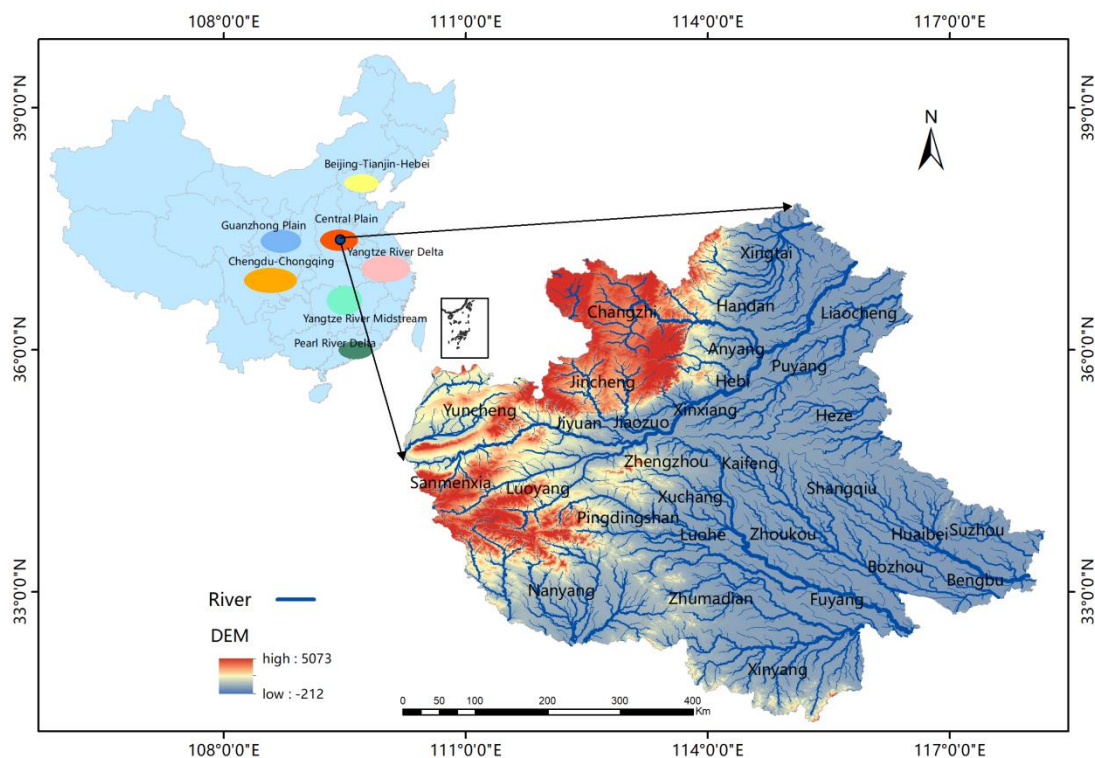 108°0'0"E
111°0'0"E
114°0'0"E
117°0'0"E
39°0'0"N
39°0'0"N
N
Beijing-Tianjin-Hebei
Central Plain
Guanzhong Plain
Yangtze River Delta
Chengdu-Chongqing
Yangtze River Midstream
Pearl River Delta
36°0'0"N
36°0'0"N
Xingtai
Handan
Changzhi
Liaocheng
Anyang
Puyang
Hebi
Jincheng
Yuncheng
Xinxiang
Heze
Jiyuan
Jiaozuo
Zhengzhou
Kaifeng
Sanmenxia
Luoyang
Shangqiu
Xuchang
Pingdingshan
Luohe
Zhoukou
Huaibei
Suzhou
Bozhou
Bengbu
Nanyang
Zhumadian
Fuyang
33°0'0"N
33°0'0"N
River
DEM
high : 5073
low : -212
Xinyang
0 50 100 200 300 400
Km
108°0'0"E
111°0'0"E
114°0'0"E
117°0'0"E